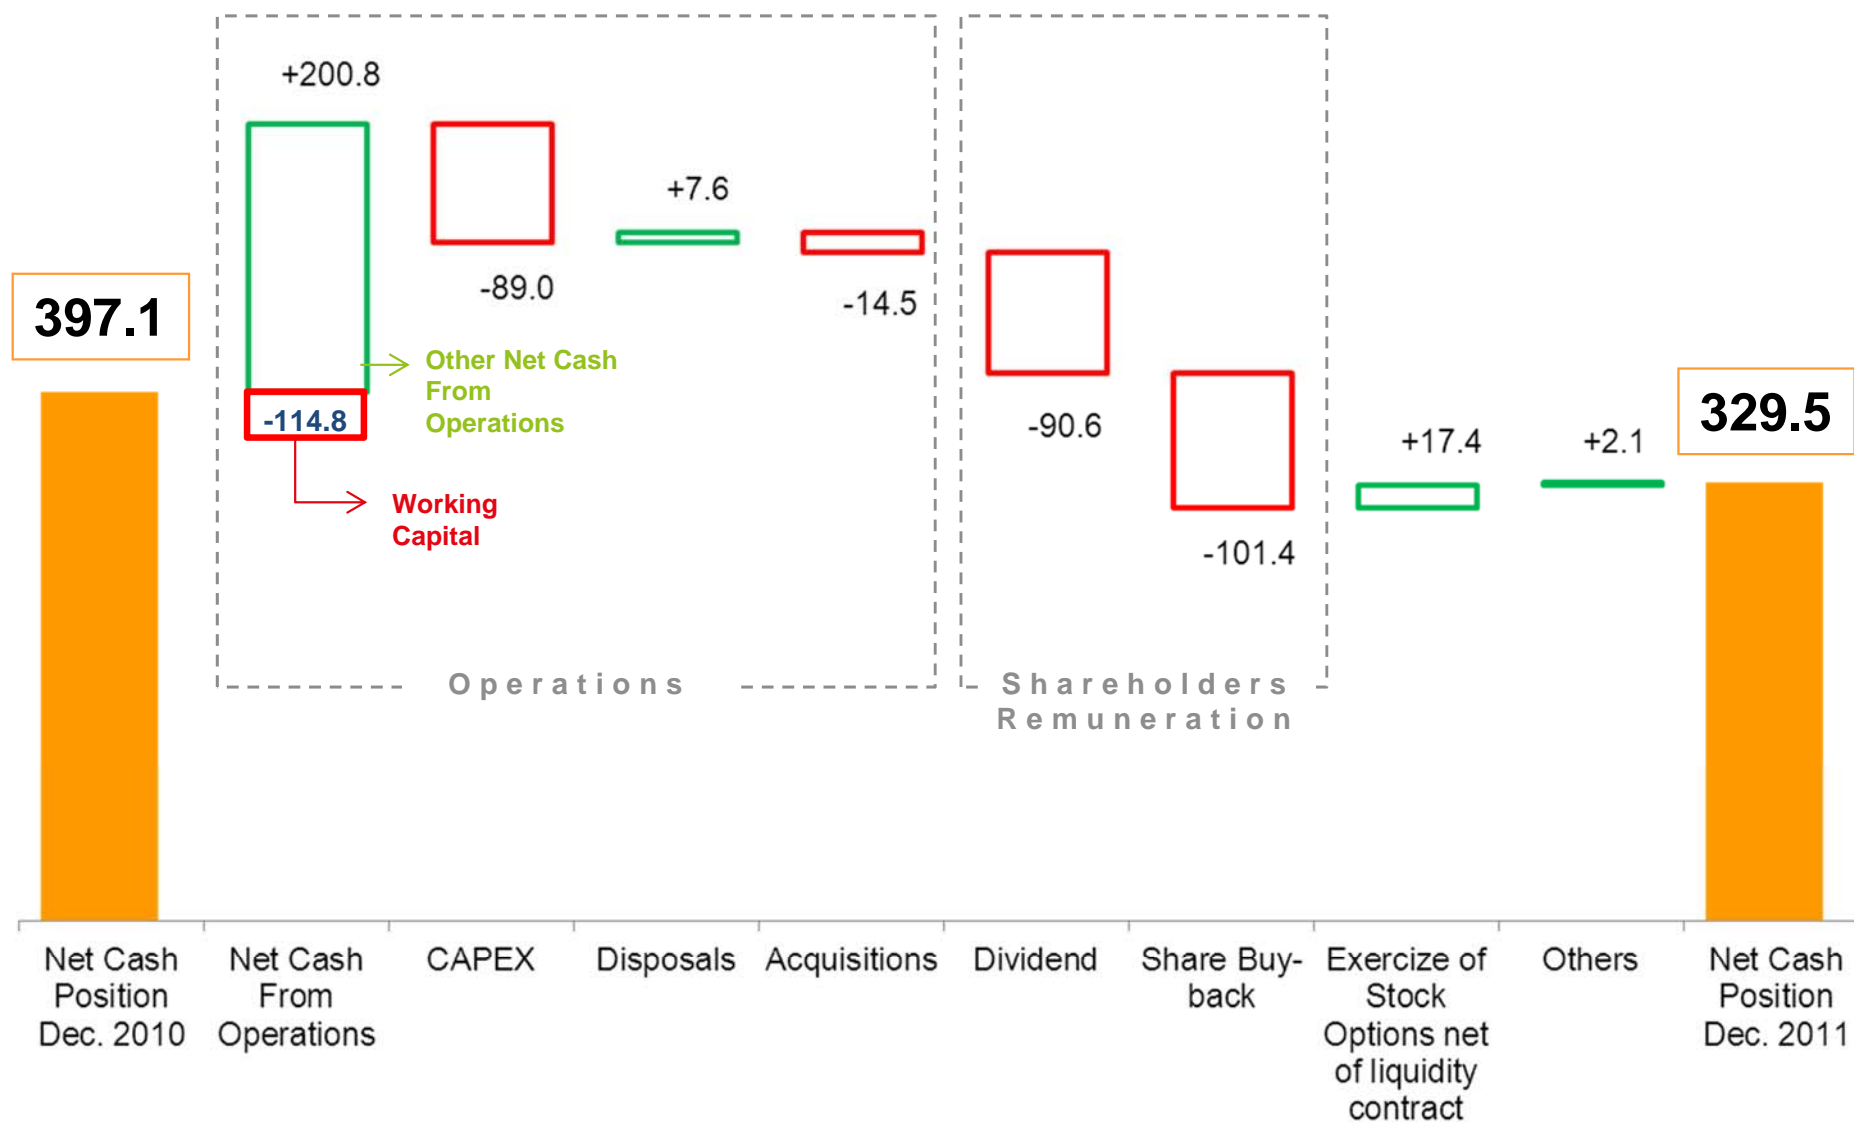 +200.8
+7.6
-89.0
-14.5
397.1
Other Net Cash
From
Operations
-114.8
Working
Capital
-90.6
-101.4
+17.4
+2.1
329.5
Operations
Shareholders
Remuneration
Net Cash
Position
Dec. 2010
Net Cash
From
Operations
CAPEX
Disposals
Acquisitions
Dividend
Share Buy-
back
Exercize of
Stock
Options net
of liquidity
contract
Others
Net Cash
Position
Dec. 2011